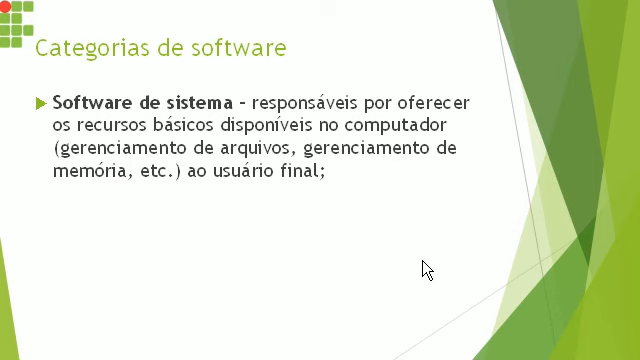 Categorias de software
Software de sistema – responsáveis por oferecer
os recursos básicos disponíveis no computador
(gerenciamento de arquivos, gerenciamento de
memória, etc.) ao usuário final;